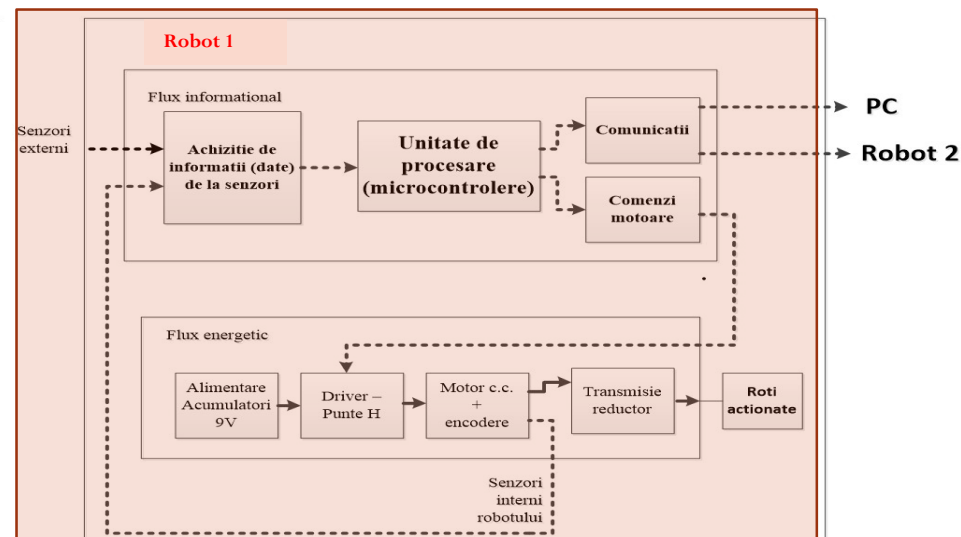 Robot 1
Flux informational
Senzori
externi
Achizitie de
informatii (date)
de la senzori
Unitate de
procesare
(microcontrolere)
Comunicatii
PC
Robot 2
Comenzi
motoare
Flux energetic
Alimentare
Acumulatori
9V
Driver –
Punte H
Motor c.c.
+
encodere
Transmisie
reductor
Roti
actionate
Senzori
interni
robotului